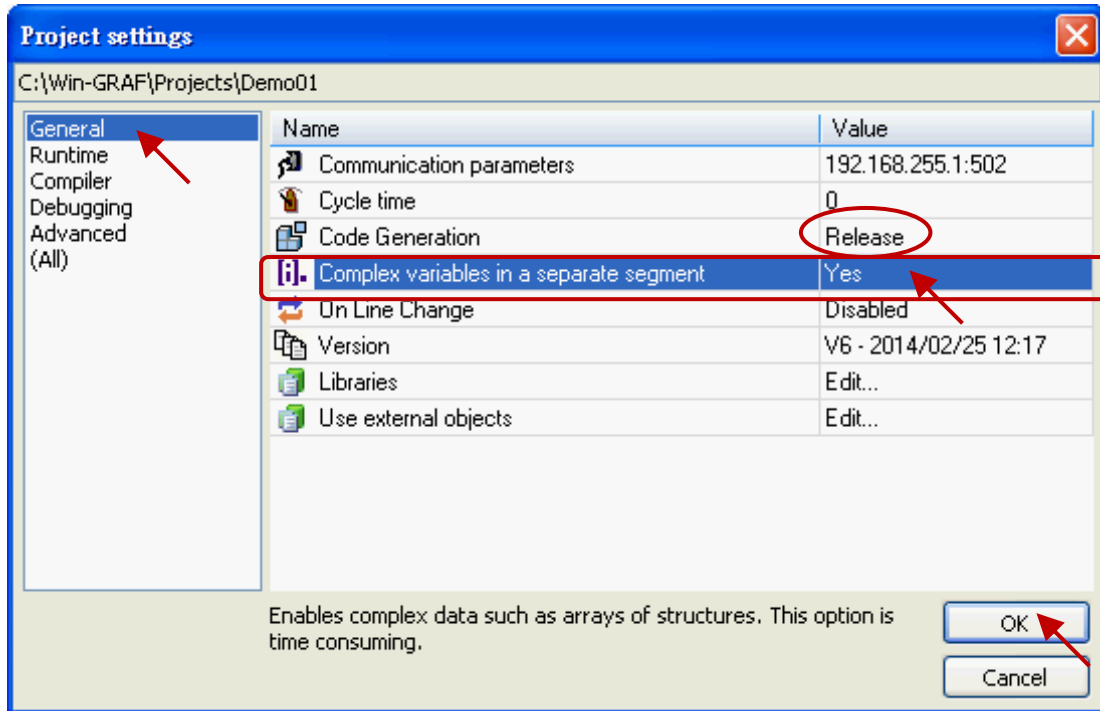 Project settings
C:\Win-GRAF\Projects\Demo01
General
Runtime
Compiler
Debugging
Advanced
(All)
Name Value
Communication parameters 192.168.255.1:502
Cycle time 0
Code Generation Release
[i]. Complex variables in a separate segment Yes
On Line Change Disabled
Version V6 - 2014/02/25 12:17
Libraries Edit...
Use external objects Edit...
Enables complex data such as arrays of structures. This option is
time consuming.
OK
Cancel